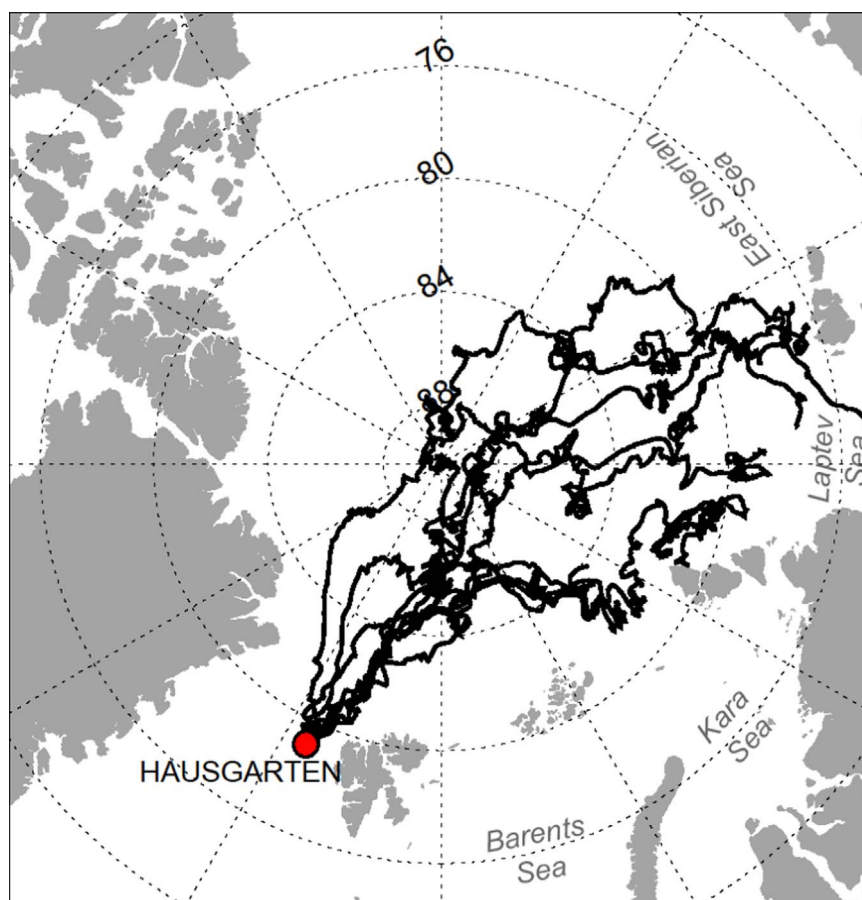 76
80
84
88
East Siberian
Sea
Laptev
Sea
Kara
Sea
HAUSGARTEN
Barents
Sea